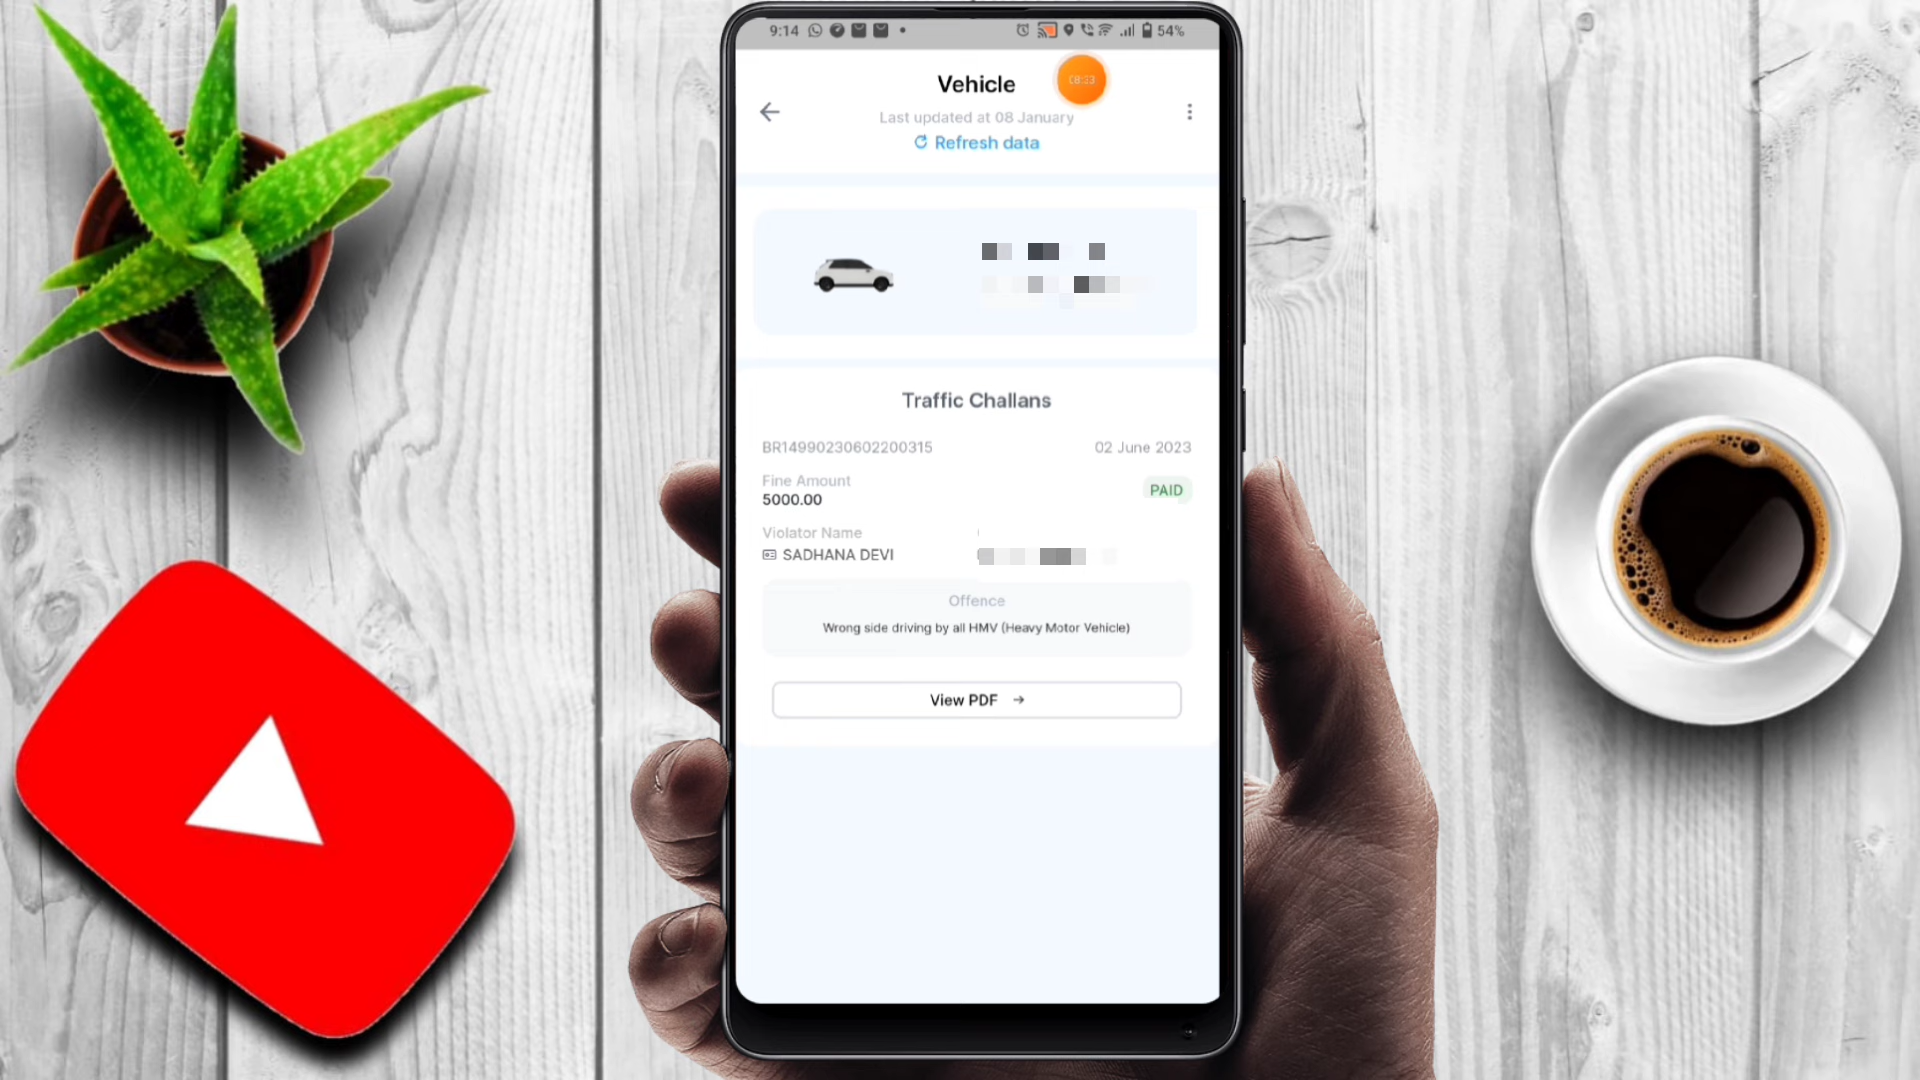 9:14
54%
Vehicle
Last updated at 08 January
Refresh data
Traffic Challans
BR14990230602200315
02 June 2023
Fine Amount
5000.00
PAID
Violator Name
SADHANA DEVI
Offence
Wrong side driving by all HMV (Heavy Motor Vehicle)
View PDF